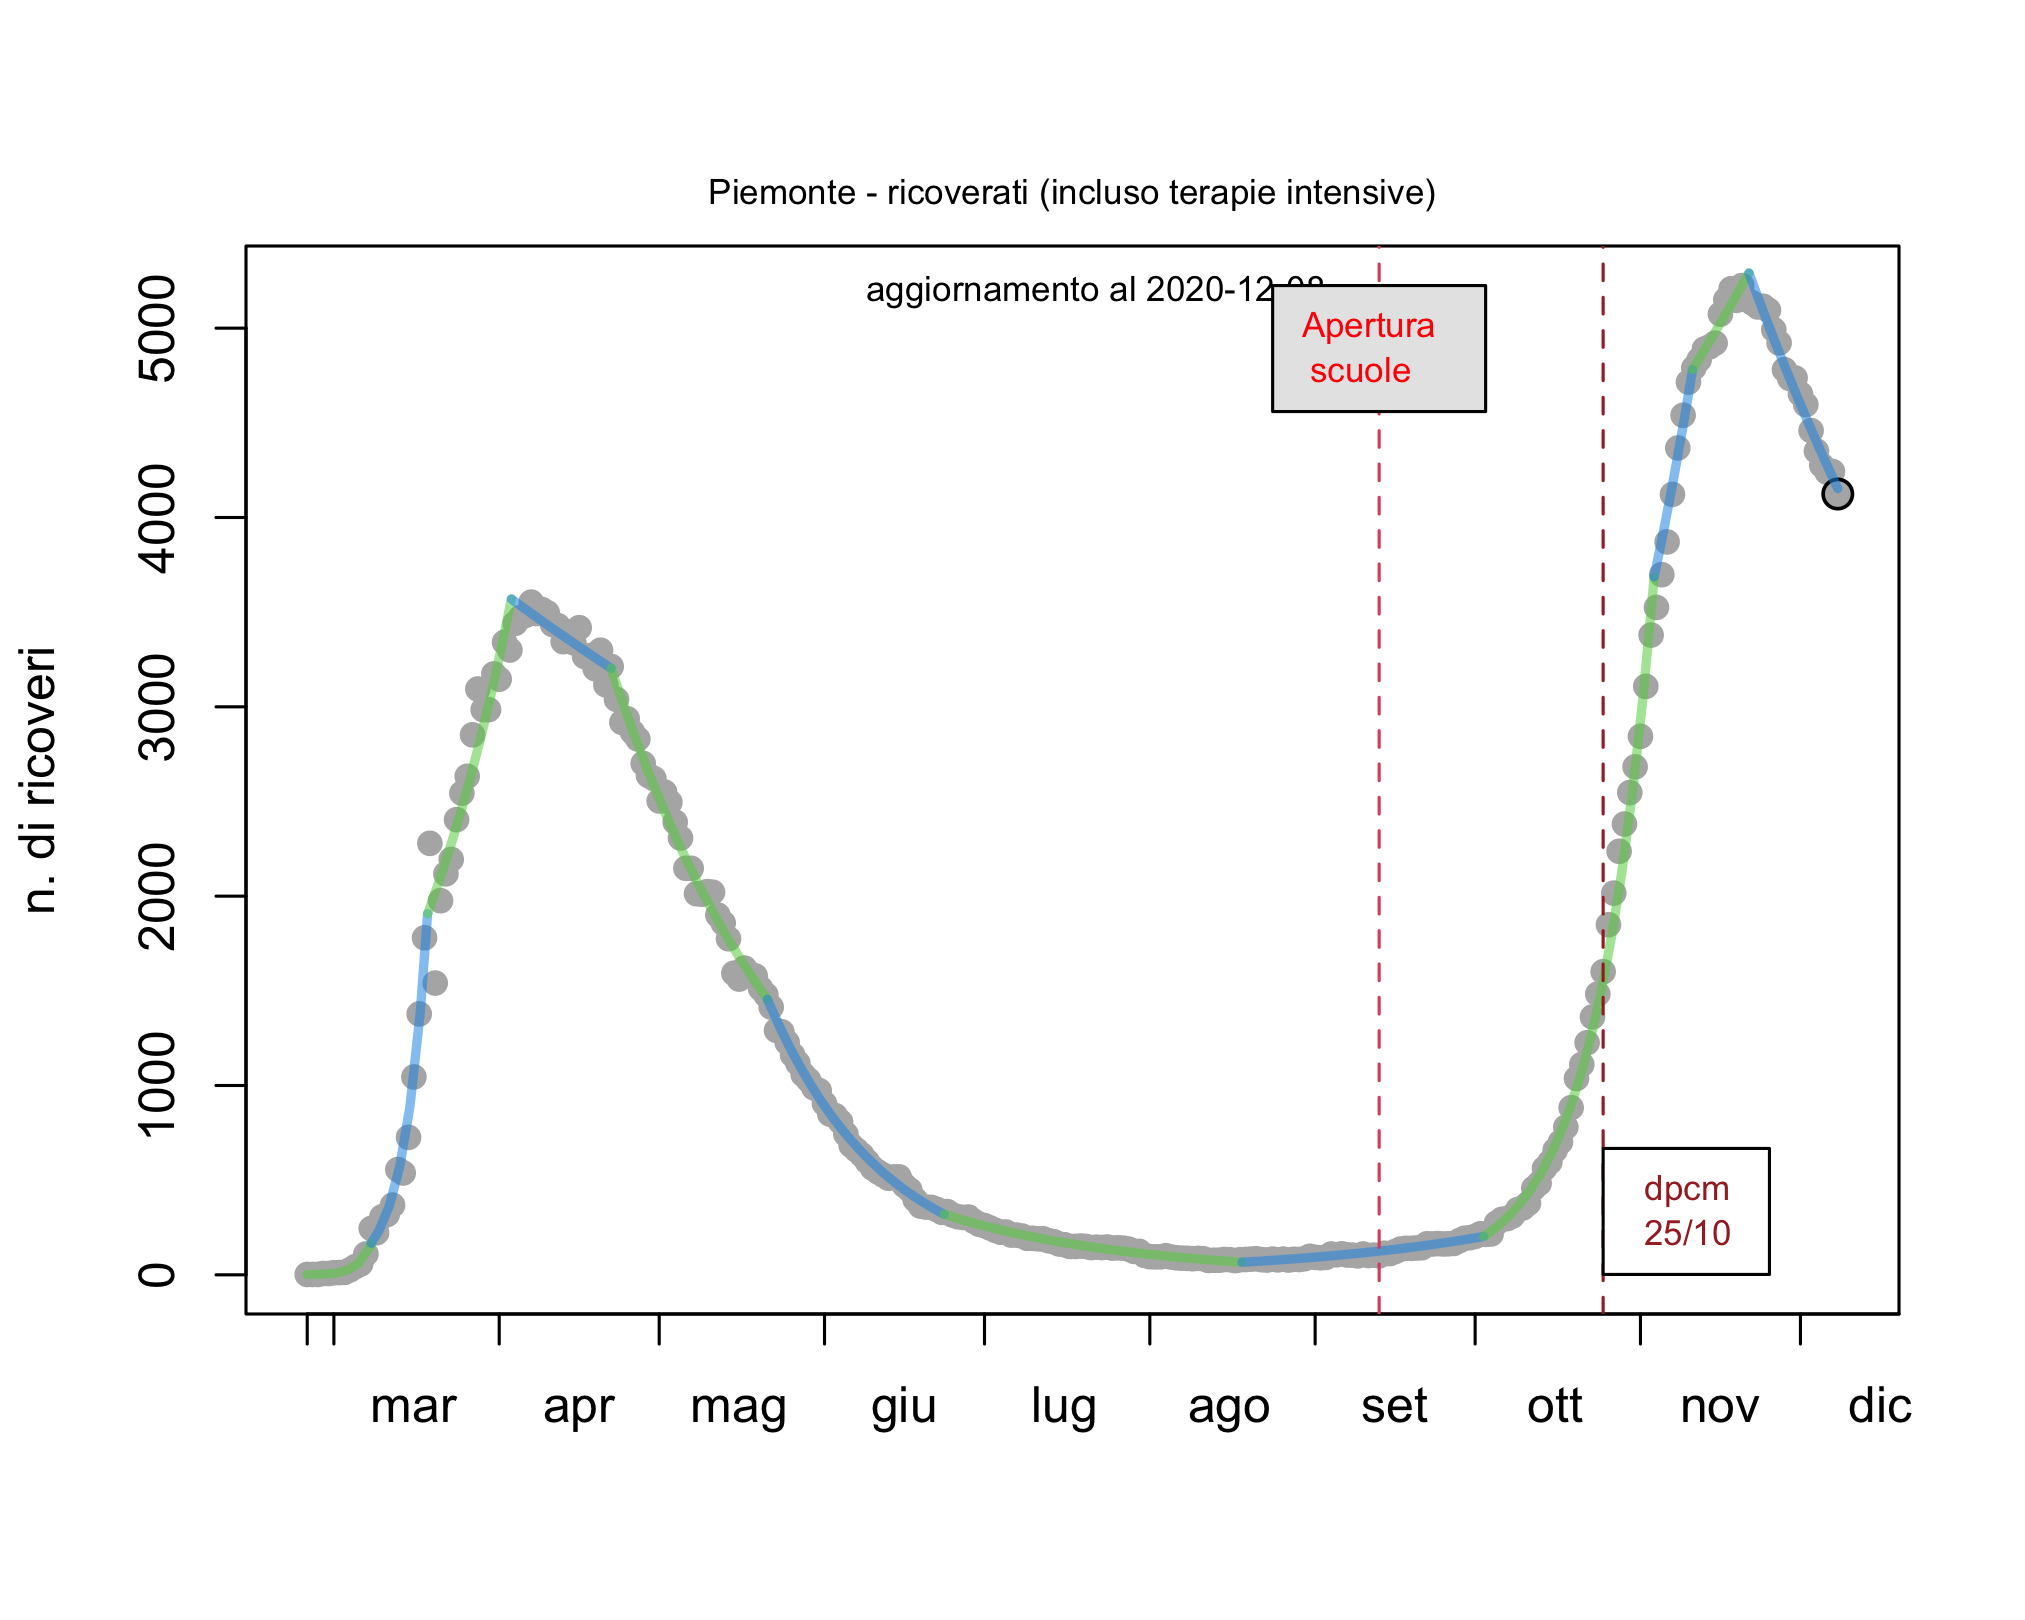 Piemonte - ricoverati (incluso terapie intensive)
aggiornamento al 2020-12-08
Apertura
scuole
dpcm
25/10
n. di ricoveri
5000
4000
3000
2000
1000
0
mar apr mag giu lug ago set ott nov dic